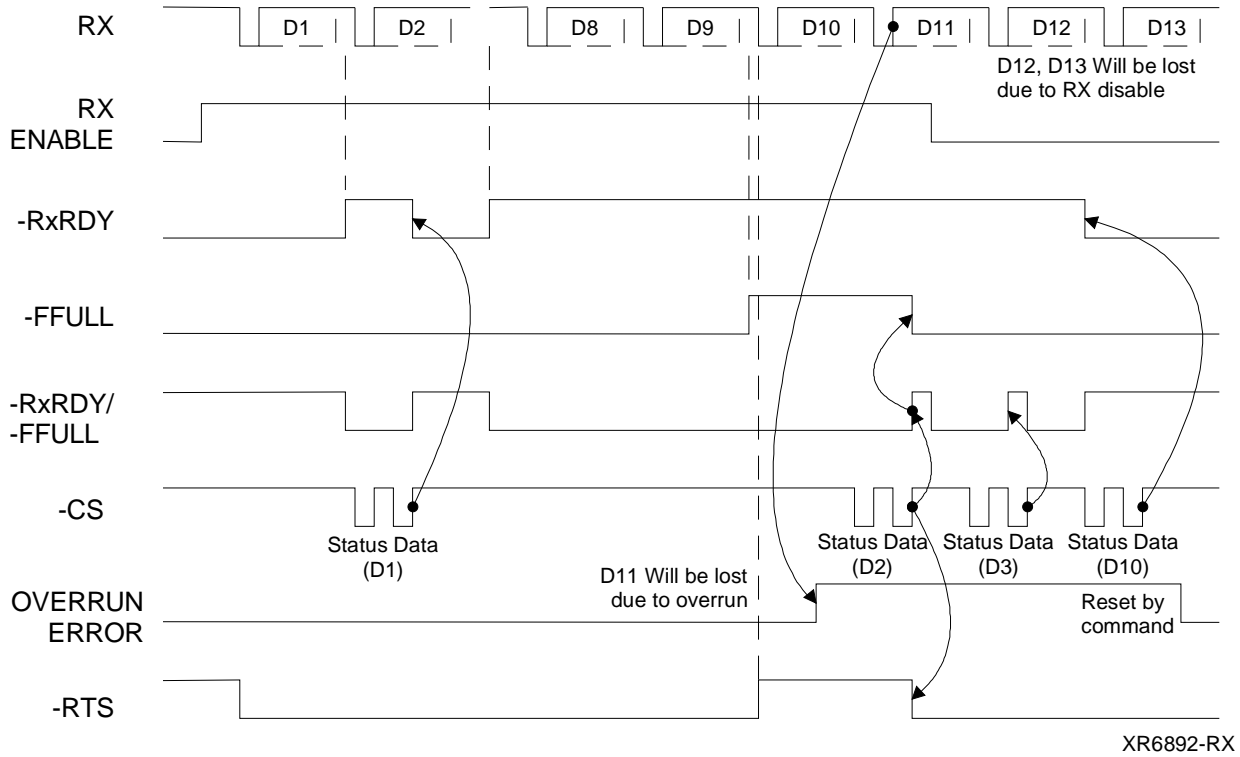 RX
D1
D2
D8
D9
D10
D11
D12
D13
D12, D13 Will be lost
due to RX disable
RX
ENABLE
-RxRDY
-FFULL
-RxRDY/
-FFULL
-CS
Status Data
(D1)
Status Data
(D2)
Status Data
(D3)
Status Data
(D10)
D11 Will be lost
due to overrun
OVERRUN
ERROR
Reset by
command
-RTS
XR6892-RX